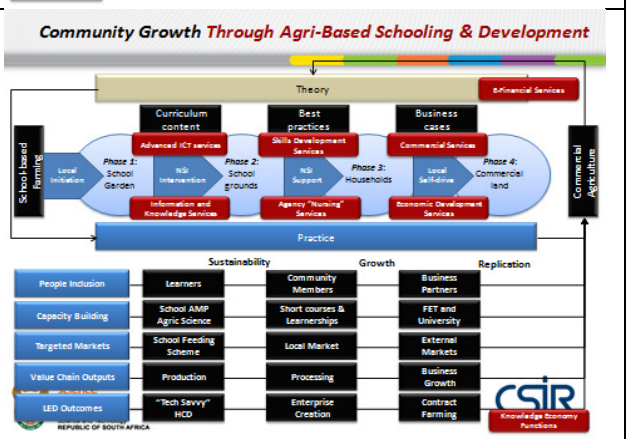 Community Growth Through Agri-Based Schooling & Development
Theory
E-Financial Services
Curriculum
content
Best
practices
Business
cases
Advanced ICT services
Skills Development
Services
Commercial Services
School-based
Farming
Local
Initiation
Phase 1:
School
Garden
NSI
Intervention
Phase 2:
School
grounds
NSI
Support
Phase 3:
Households
Local
Self-drive
Phase 4:
Commercial
land
Commercial
Agriculture
Information and
Knowledge Services
Agency "Nursing"
Services
Economic Development
Services
Practice
Sustainability
Growth
Replication
People Inclusion
Learners
Community
Members
Business
Partners
Capacity Building
School AMP
Agric Science
Short courses &
Learnerships
FET and
University
Targeted Markets
School Feeding
Scheme
Local Market
External
Markets
Value Chain Outputs
Production
Processing
Business
Growth
LED Outcomes
"Tech Savvy"
HCD
Enterprise
Creation
Contract
Farming
CSIR
Knowledge Economy
Functions
REPUBLIC OF SOUTH AFRICA